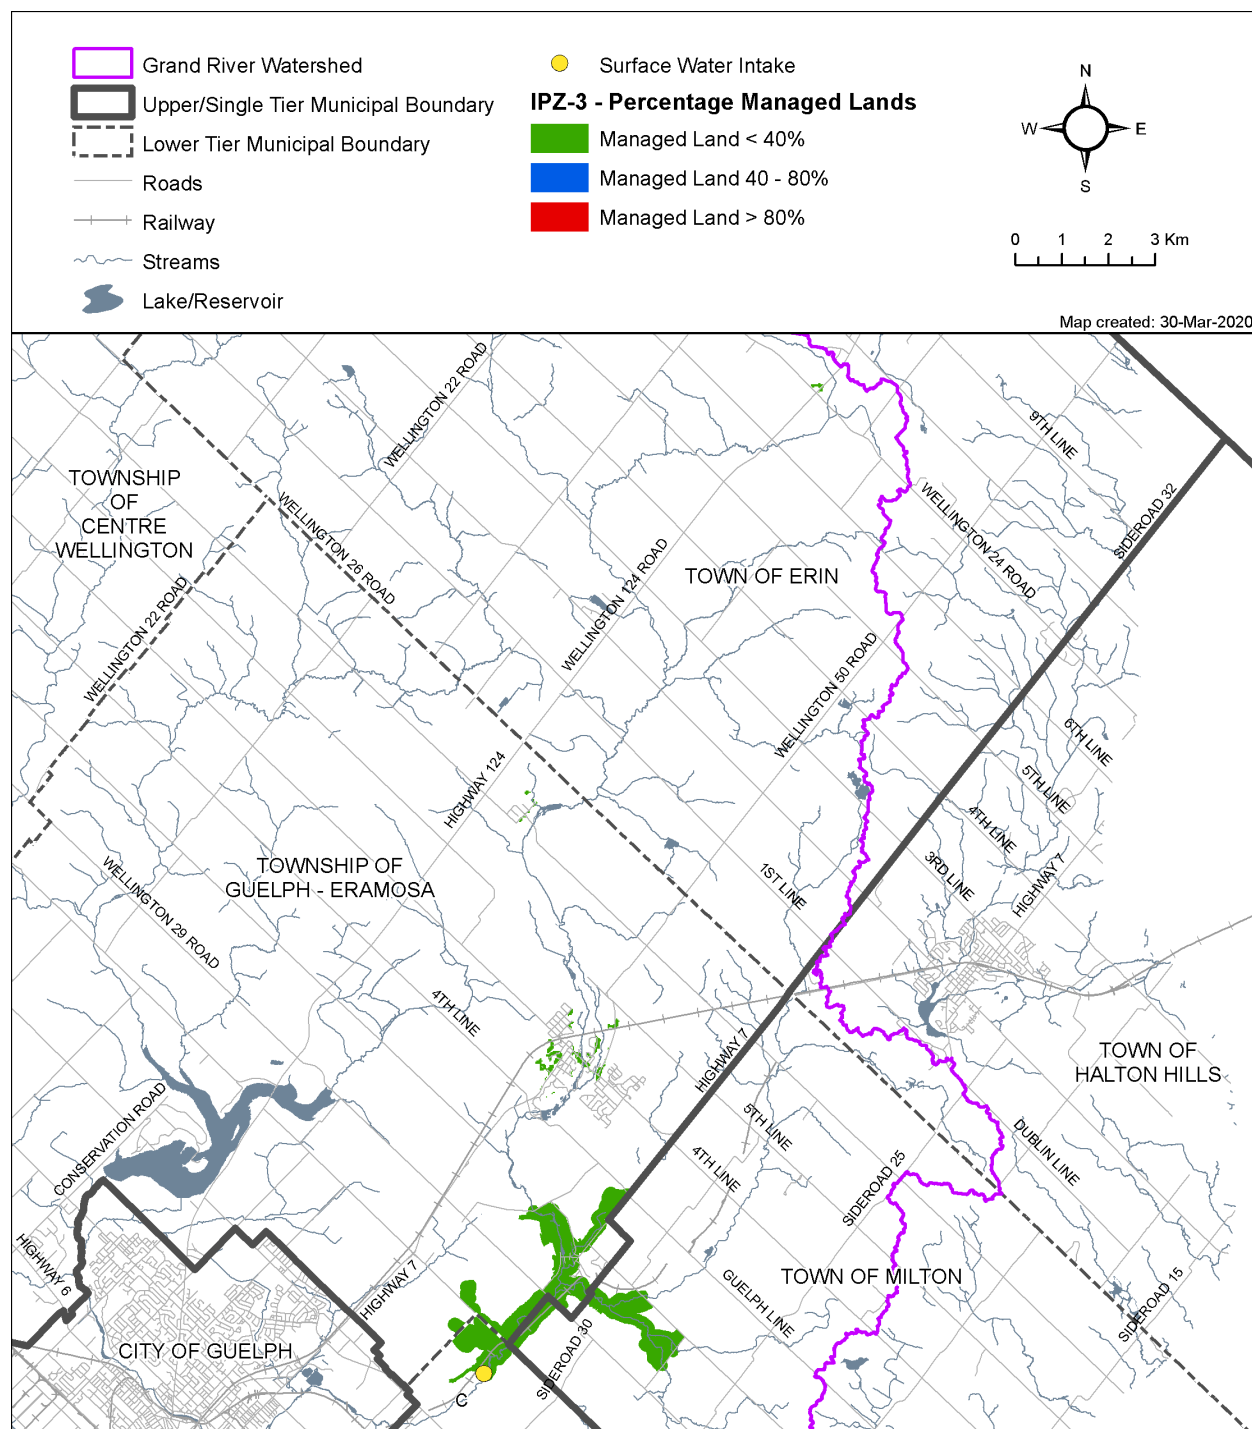 Grand River Watershed
Upper/Single Tier Municipal Boundary
Lower Tier Municipal Boundary
Roads
Railway
Streams
Lake/Reservoir
Surface Water Intake
IPZ-3 - Percentage Managed Lands
Managed Land < 40%
Managed Land 40 - 80%
Managed Land > 80%
N
W
E
S
0 1 2 3 Km
Map created: 30-Mar-2020
WELLINGTON 22 ROAD
9TH LINE
TOWNSHIP
OF
CENTRE
WELLINGTON
WELLINGTON 26 ROAD
WELLINGTON 24 ROAD
SIDEROAD 32
WELLINGTON 124 ROAD
TOWN OF ERIN
WELLINGTON 22 ROAD
WELLINGTON 50 ROAD
6TH LINE
5TH LINE
HIGHWAY 124
4TH LINE
TOWNSHIP OF
GUELPH - ERAMOSA
1ST LINE
3RD LINE
HIGHWAY 7
WELLINGTON 29 ROAD
4TH LINE
HIGHWAY 7
TOWN OF
HALTON HILLS
CONSERVATION ROAD
5TH LINE
4TH LINE
DUBLIN LINE
SIDEROAD 25
HIGHWAY 6
HIGHWAY 7
GUELPH LINE
TOWN OF MILTON
SIDEROAD 15
CITY OF GUELPH
SIDEROAD 30
C